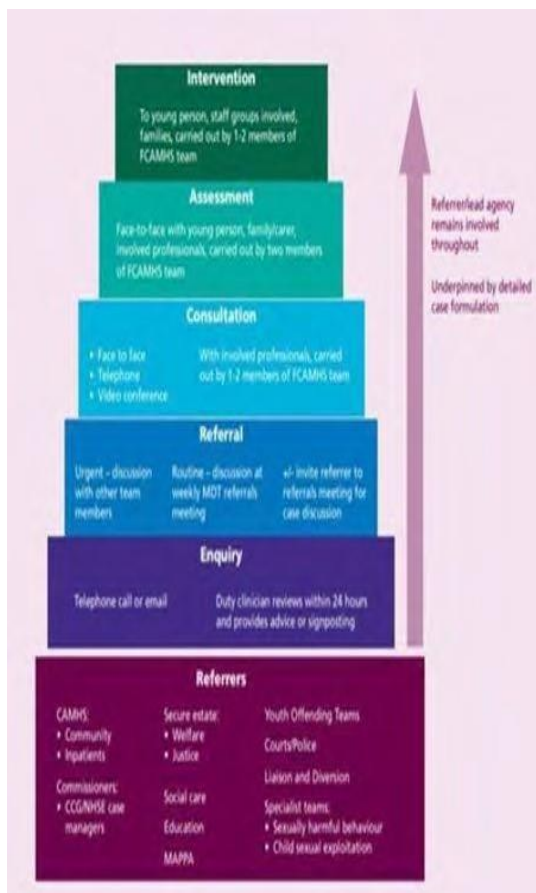 Intervention
To young person, staff groups involved,
families, carried out by 1-2 members of
FCAMHS team
Assessment
Face-to-face with young person, family/carer,
involved professionals, carried out by two members
of FCAMHS team
Consultation
• Face to face
• Telephone
• Video conference
With involved professionals, carried
out by 1-2 members of FCAMHS team
Referral
Urgent – discussion
with other team
members
Routine – discussion at
weekly MDT referrals
meeting
+/- invite referrer to
referrals meeting for
case discussion
Enquiry
Telephone call or email
Duty clinician reviews within 24 hours
and provides advice or signposting
Referrers
CAMHS:
• Community
• Inpatients
Commissioners:
• CCG/NHSE case
managers
Secure estate:
• Welfare
• Justice
Social care
Education
MAPPA
Youth Offending Teams
Courts/Police
Liaison and Diversion
Specialist teams:
• Sexually harmful behaviour
• Child sexual exploitation
Referrer/lead agency
remains involved
throughout
Underpinned by detailed
case formulation